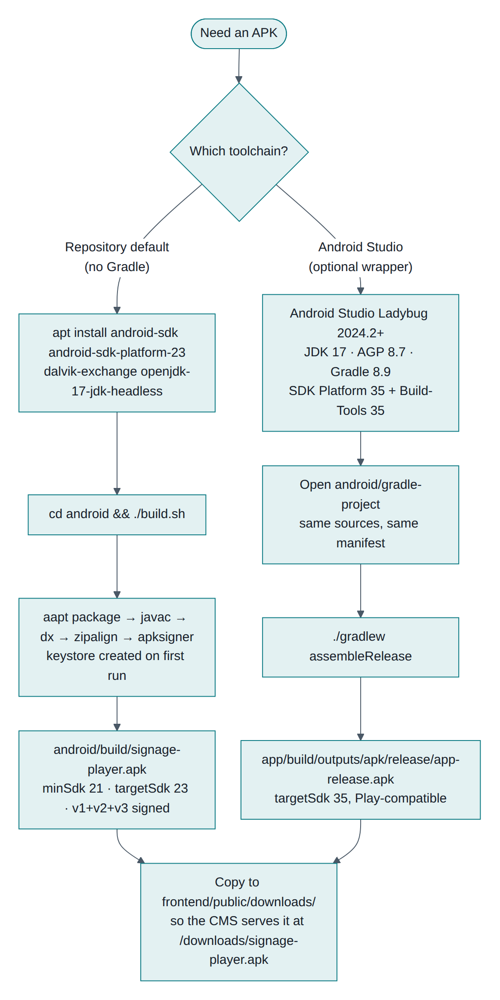 Need an APK
Which toolchain?
Repository default
(no Gradle)
Android Studio
(optional wrapper)
apt install android-sdk
android-sdk-platform-23
dalvik-exchange openjdk-
17-jdk-headless
Android Studio Ladybug
2024.2+
JDK 17 · AGP 8.7 ·
Gradle 8.9
SDK Platform 35 + Build-
Tools 35
cd android && ./build.sh
Open android/gradle-
project
same sources, same
manifest
aapt package → javac →
dx → zipalign → apksigner
keystore created on first
run
./gradlew
assembleRelease
android/build/signage-
player.apk
minSdk 21 · targetSdk 23
· v1+v2+v3 signed
app/build/outputs/apk/release/app-
release.apk
targetSdk 35, Play-compatible
Copy to
frontend/public/downloads/
so the CMS serves it at
/downloads/signage-
player.apk